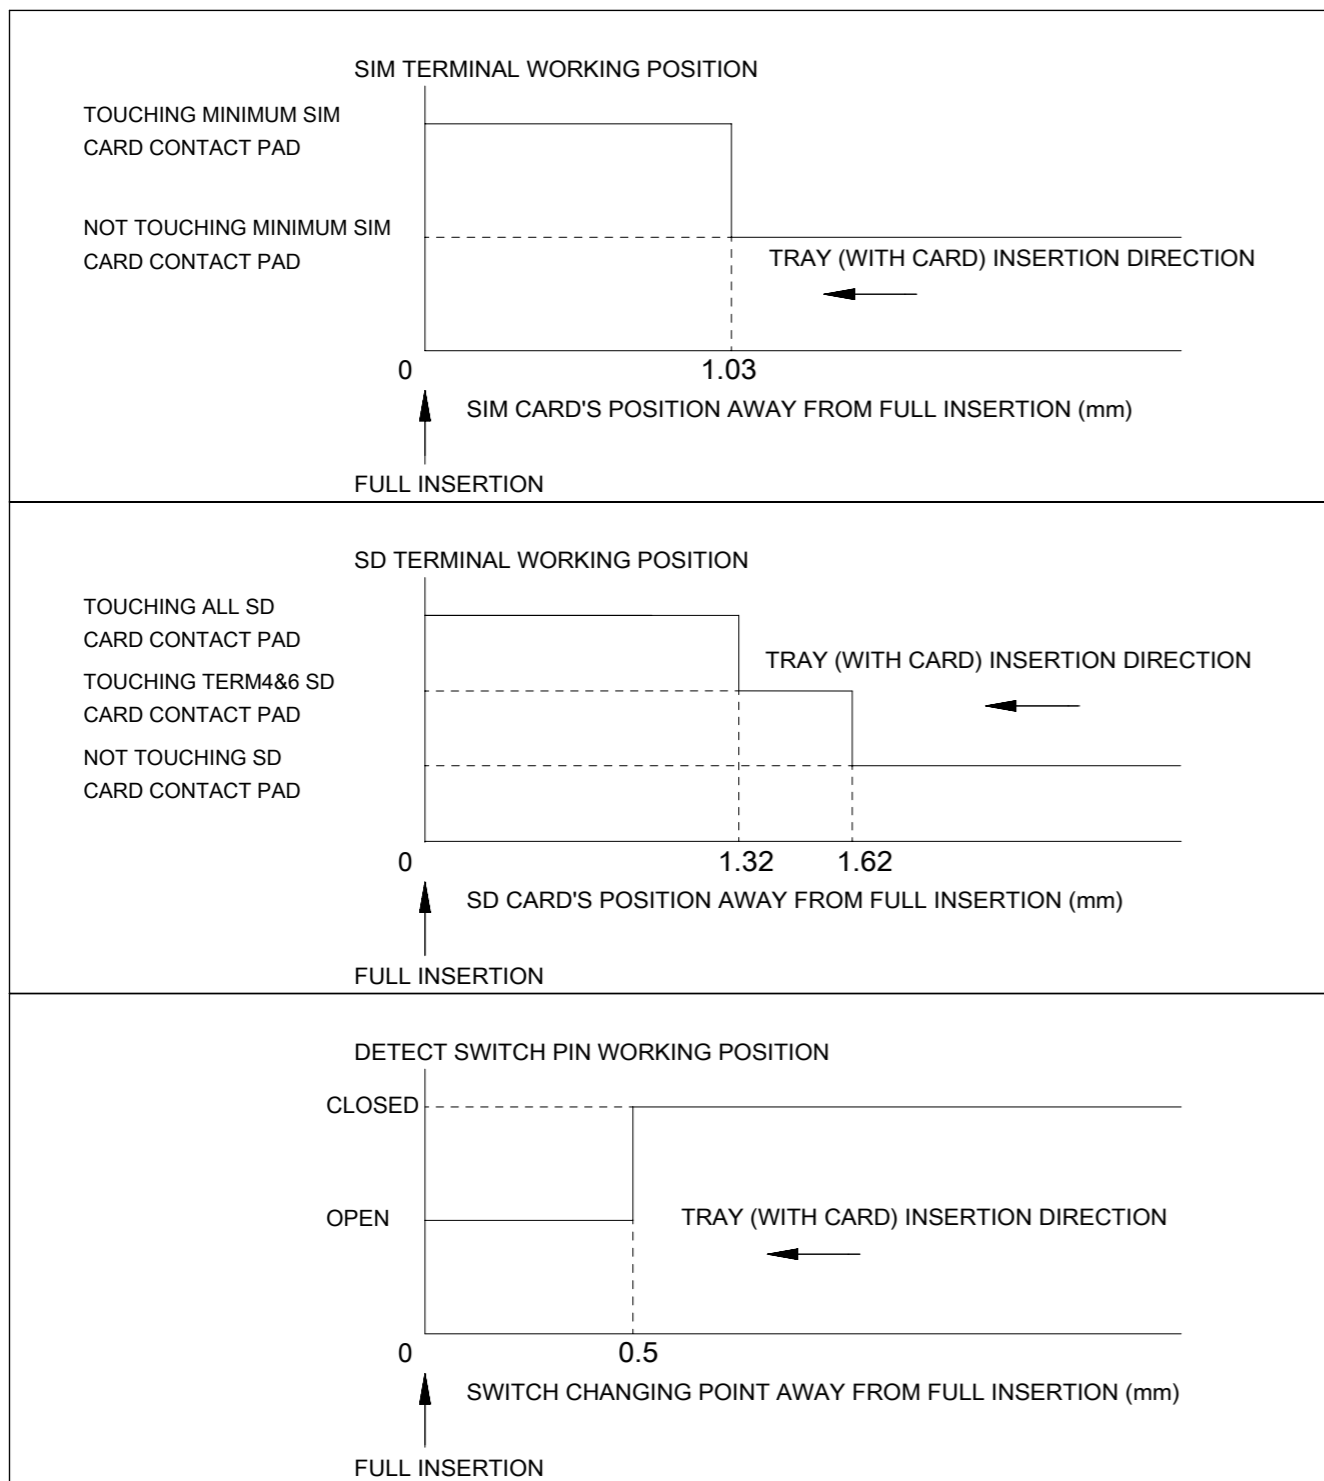 SIM TERMINAL WORKING POSITION
TOUCHING MINIMUM SIM
CARD CONTACT PAD
NOT TOUCHING MINIMUM SIM
CARD CONTACT PAD
TRAY (WITH CARD) INSERTION DIRECTION
0
1.03
SIM CARD'S POSITION AWAY FROM FULL INSERTION (mm)
FULL INSERTION
SD TERMINAL WORKING POSITION
TOUCHING ALL SD
CARD CONTACT PAD
TRAY (WITH CARD) INSERTION DIRECTION
TOUCHING TERM4&6 SD
CARD CONTACT PAD
NOT TOUCHING SD
CARD CONTACT PAD
0
1.32
1.62
SD CARD'S POSITION AWAY FROM FULL INSERTION (mm)
FULL INSERTION
DETECT SWITCH PIN WORKING POSITION
CLOSED
OPEN
TRAY (WITH CARD) INSERTION DIRECTION
0
0.5
SWITCH CHANGING POINT AWAY FROM FULL INSERTION (mm)
FULL INSERTION